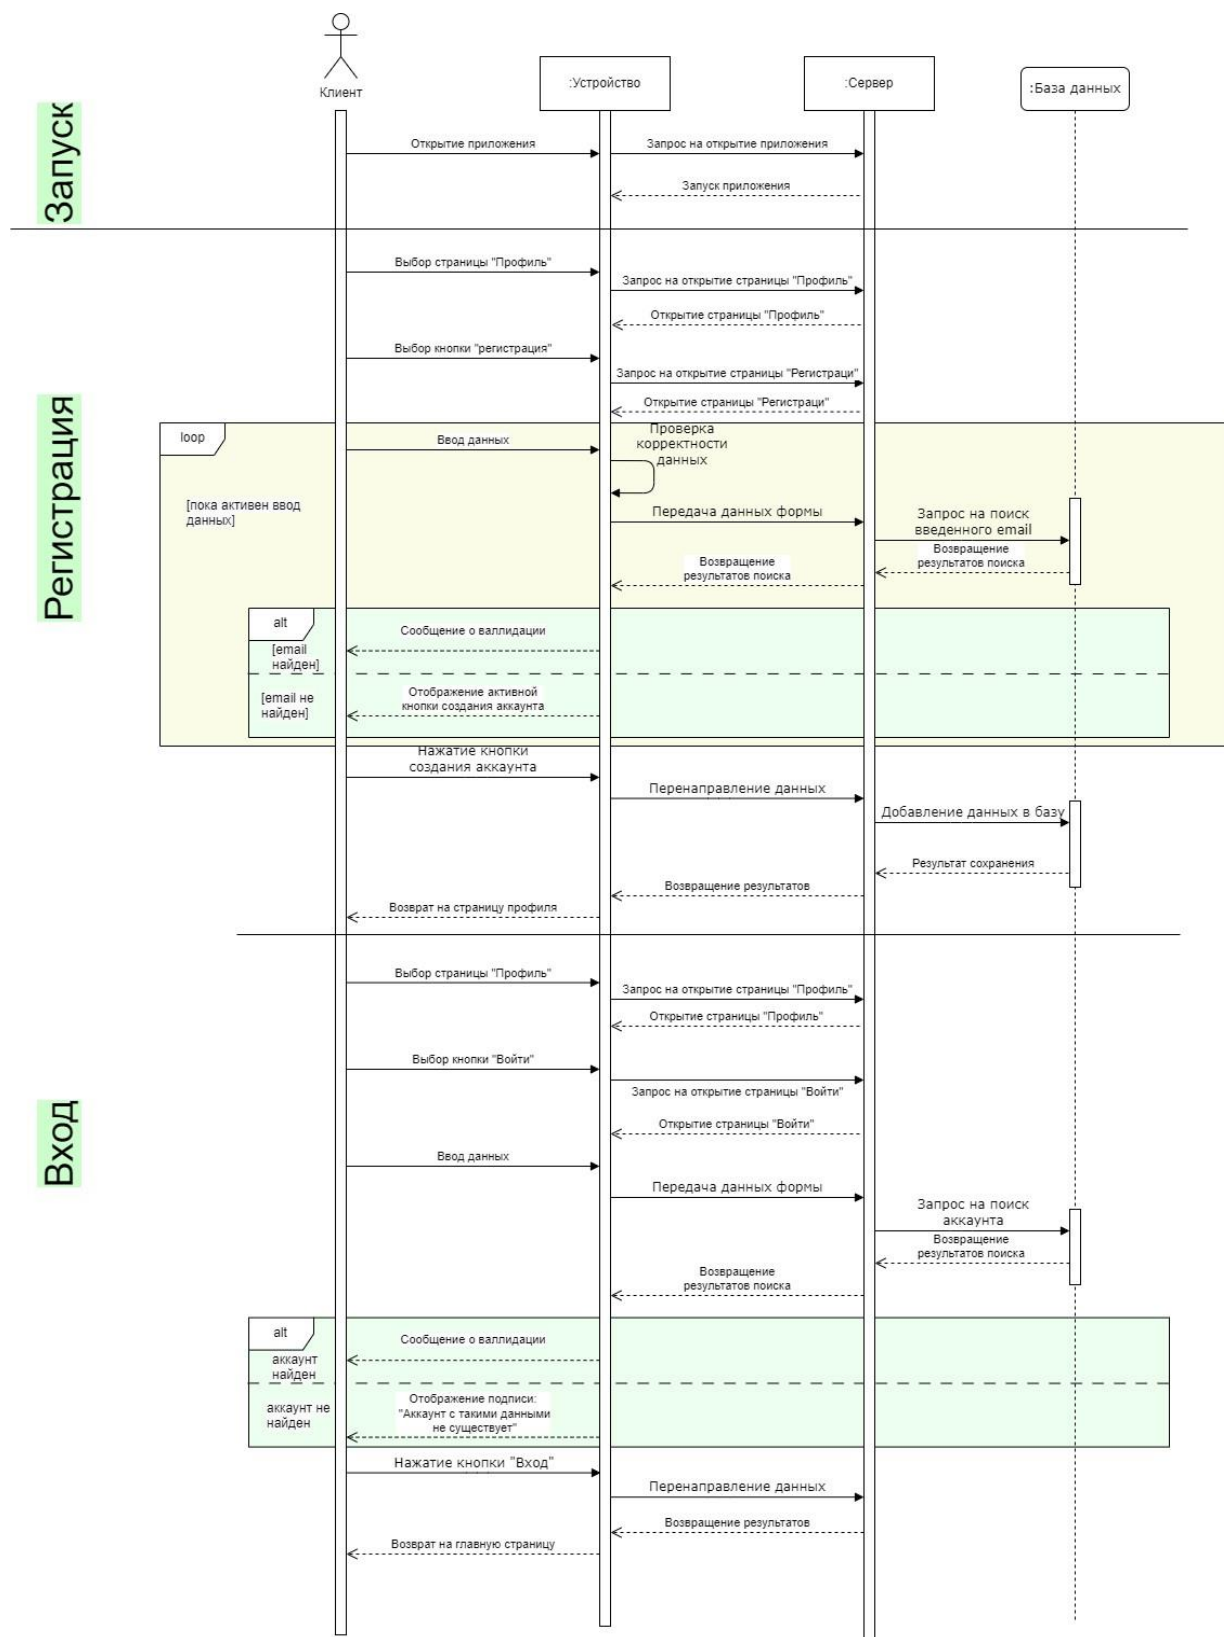 Клиент
:Устройство
:Сервер
:База данных
Запуск
Открытие приложения
Запрос на открытие приложения
Запуск приложения
Регистрация
Выбор страницы "Профиль"
Запрос на открытие страницы "Профиль"
Открытие страницы "Профиль"
Выбор кнопки "регистрация"
Запрос на открытие страницы "Регистраци"
Открытие страницы "Регистраци"
loop
[пока активен ввод
данных]
Ввод данных
Проверка
корректности
данных
Передача данных формы
Запрос на поиск
введенного email
Возвращение
результатов поиска
Возвращение
результатов поиска
alt
[email
найден]
Сообщение о валлидации
[email не
найден]
Отображение активной
кнопки создания аккаунта
Нажатие кнопки
создания аккаунта
Перенаправление данных
Добавление данных в базу
Результат сохранения
Возвращение результатов
Возврат на страницу профиля
Вход
Выбор страницы "Профиль"
Запрос на открытие страницы "Профиль"
Открытие страницы "Профиль"
Выбор кнопки "Войти"
Запрос на открытие страницы "Войти"
Открытие страницы "Войти"
Ввод данных
Передача данных формы
Запрос на поиск
аккаунта
Возвращение
результатов поиска
Возвращение
результатов поиска
alt
аккаунт
найден
Сообщение о валлидации
аккаунт не
найден
Отображение подписи:
"Аккаунт с такими данными
не существует"
Нажатие кнопки "Вход"
Перенаправление данных
Возвращение результатов
Возврат на главную страницу